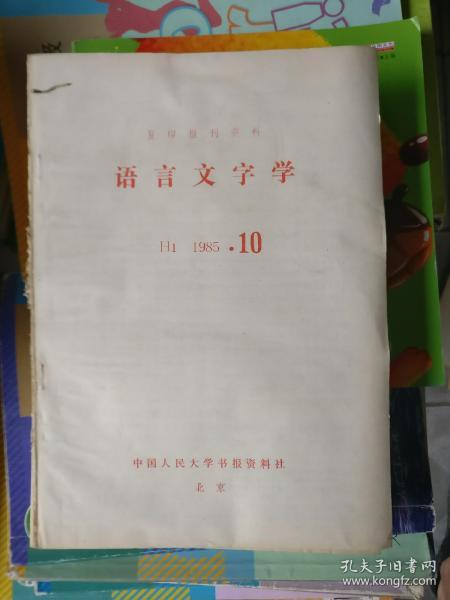 复印报刊资料
语言文字学
H1 1985.10
中国人民大学书报资料社
北京
孔夫子旧书网
www.kongfz.com